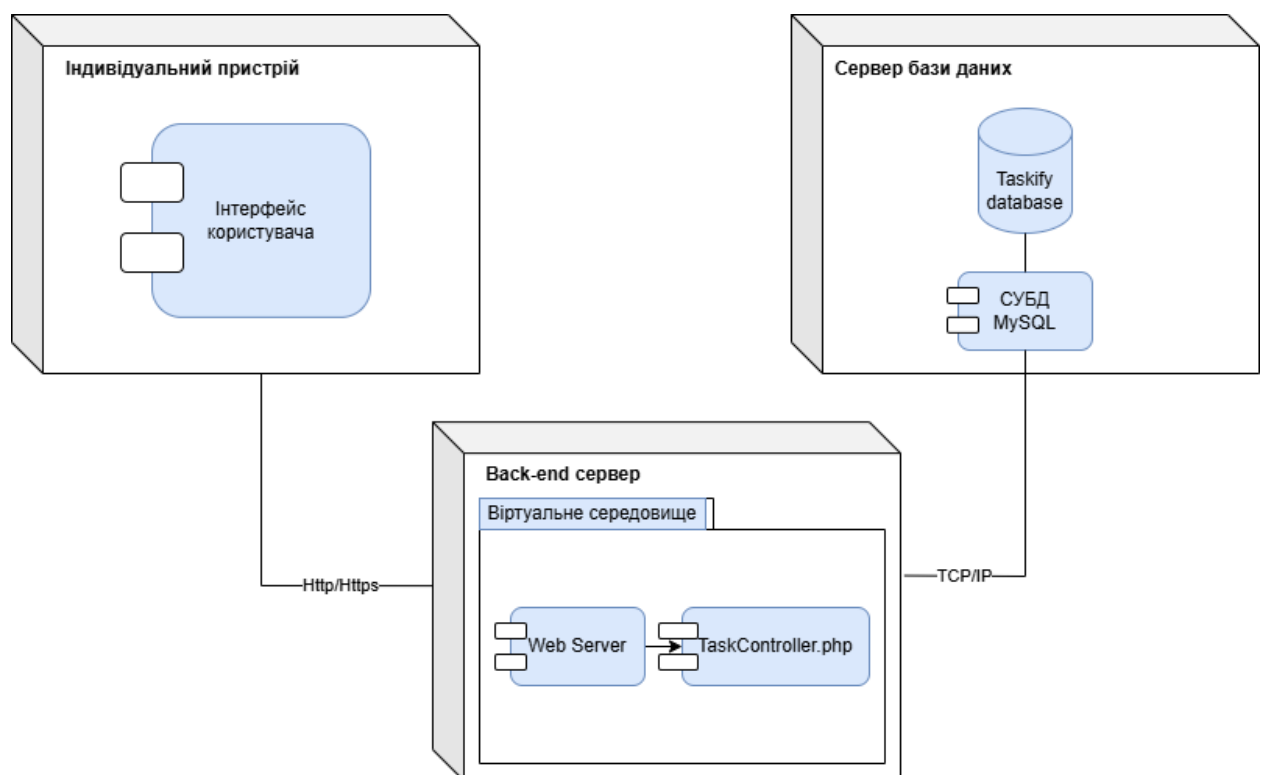 Індивідуальний пристрій
Інтерфейс
користувача
Сервер бази даних
Taskify
database
СУБД
MySQL
Back-end сервер
Віртуальне середовище
Http/Https
TCP/IP
Web Server
TaskController.php